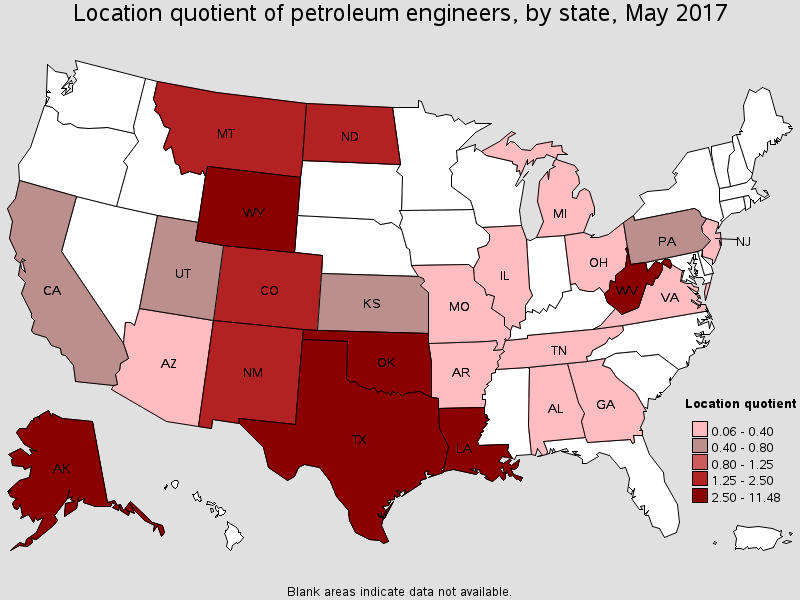 Location quotient of petroleum engineers, by state, May 2017
MT
ND
WY
MI
NJ
PA
OH
UT
IL
CO
WV
CA
KS
MO
VA
TN
AZ
OK
NM
AR
GA
AL
TX
LA
AK
Location quotient
0.06 - 0.40
0.40 - 0.80
0.80 - 1.25
1.25 - 2.50
2.50 - 11.48
Blank areas indicate data not available.